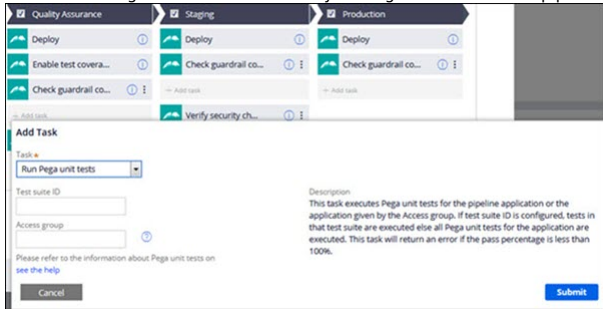 Quality Assurance
Staging
Production
Deploy
Deploy
Deploy
Enable test covera...
Check guardrail co...
Check guardrail co...
Check guardrail co...
+ Add task
+ Add task
+ Add task
Verify security ch...
Add Task
Task
Run Pega unit tests
Test suite ID
Access group
Please refer to the information about Pega unit tests on
see the help
Description
This task executes Pega unit tests for the pipeline application or the
application given by the Access group. If test suite ID is configured, tests in
that test suite are executed else all Pega unit tests for the application are
executed. This task will return an error if the pass percentage is less than
100%.
Cancel
Submit